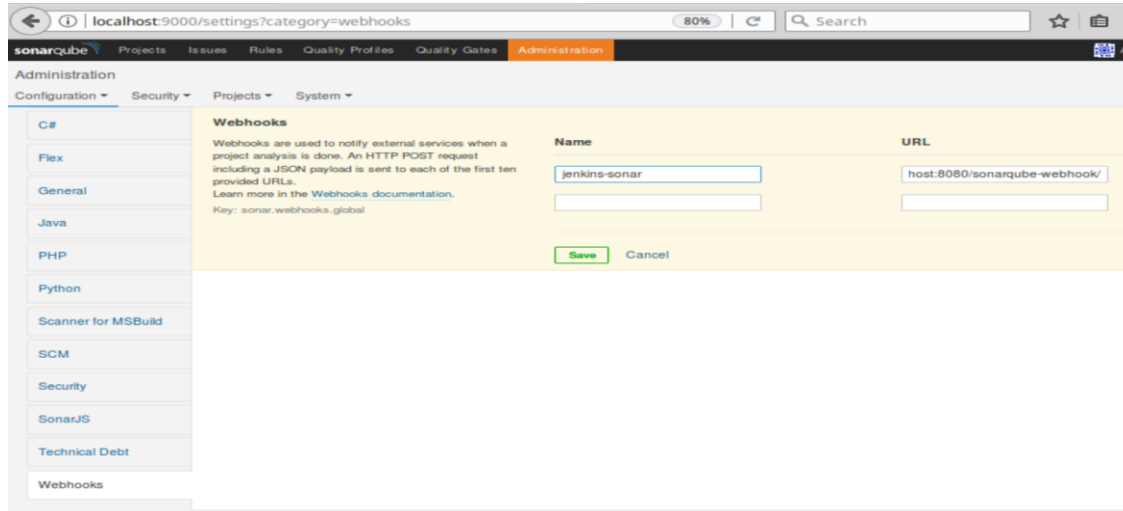 localhost:9000/settings?category=webhooks 80% Search
sonarqube Projects Issues Rules Quality Profiles Quality Gates Administration
Administration
Configuration Security Projects System
C#
Flex
General
Java
PHP
Python
Scanner for MSBuild
SCM
Security
SonarJS
Technical Debt
Webhooks
Webhooks
Webhooks are used to notify external services when a
project analysis is done. An HTTP POST request
including a JSON payload is sent to each of the first ten
provided URLs.
Learn more in the Webhooks documentation.
Key: sonar.webhooks.global
Name URL
jenkins-sonar host:8080/sonarqube-webhook/
Save Cancel